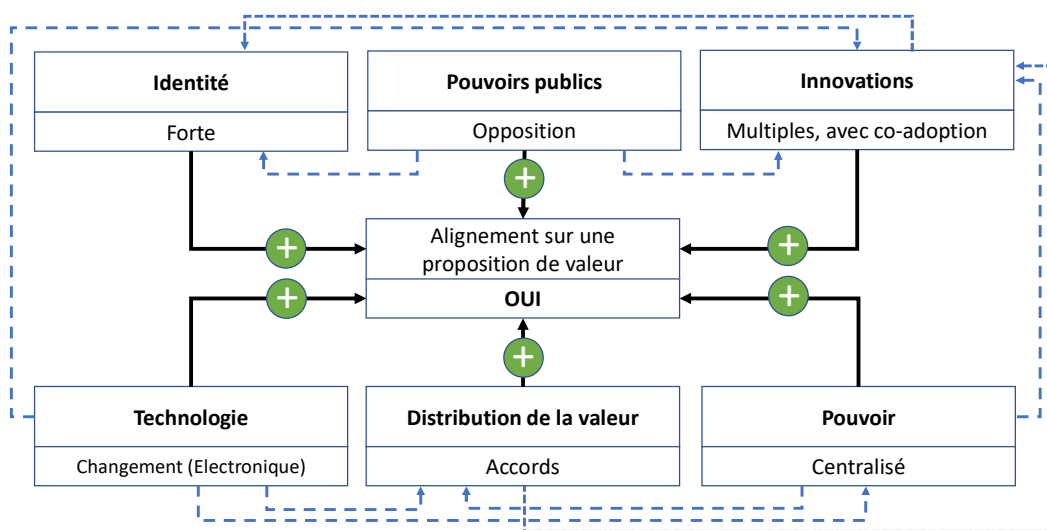 Identité
Forte
Pouvoirs publics
Opposition
Innovations
Multiples, avec co-adoption
+
+
+
Alignement sur une
proposition de valeur
OUI
+
+
+
Technologie
Changement (Electronique)
Distribution de la valeur
Accords
Pouvoir
Centralisé